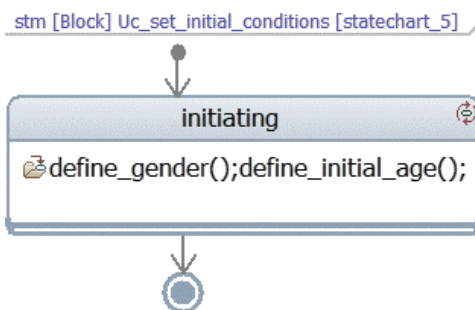 stm [Block] Uc_set_initial_conditions [statechart_5]
initiating
define_gender();define_initial_age();